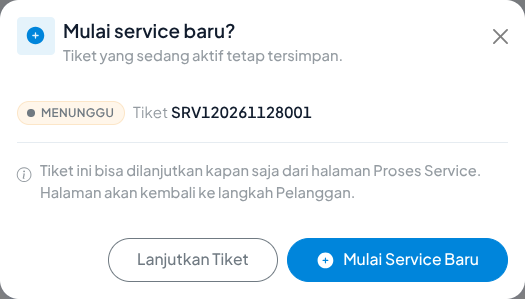 Mulai service baru?
Tiket yang sedang aktif tetap tersimpan.
MENUNGGU Tiket SRV120261128001
Tiket ini bisa dilanjutkan kapan saja dari halaman Proses Service.
Halaman akan kembali ke langkah Pelanggan.
Lanjutkan Tiket Mulai Service Baru